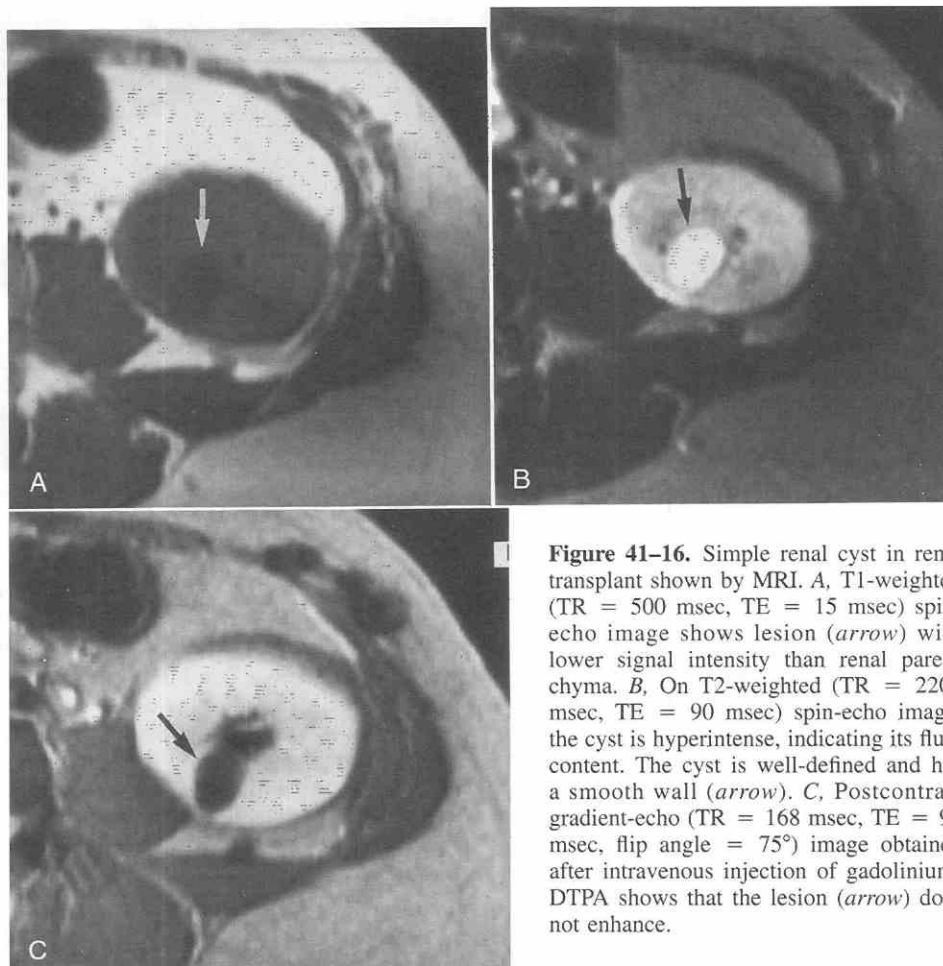 A
B
C
Figure 41–16. Simple renal cyst in ren
transplant shown by MRI. A, T1-weighte
(TR = 500 msec, TE = 15 msec) spi
echo image shows lesion (arrow) wi
lower signal intensity than renal pare
chyma. B, On T2-weighted (TR = 220
msec, TE = 90 msec) spin-echo imag
the cyst is hyperintense, indicating its flu
content. The cyst is well-defined and h
a smooth wall (arrow). C, Postcontra
gradient-echo (TR = 168 msec, TE = 9
msec, flip angle = 75°) image obtaine
after intravenous injection of gadolinium
DTPA shows that the lesion (arrow) do
not enhance.